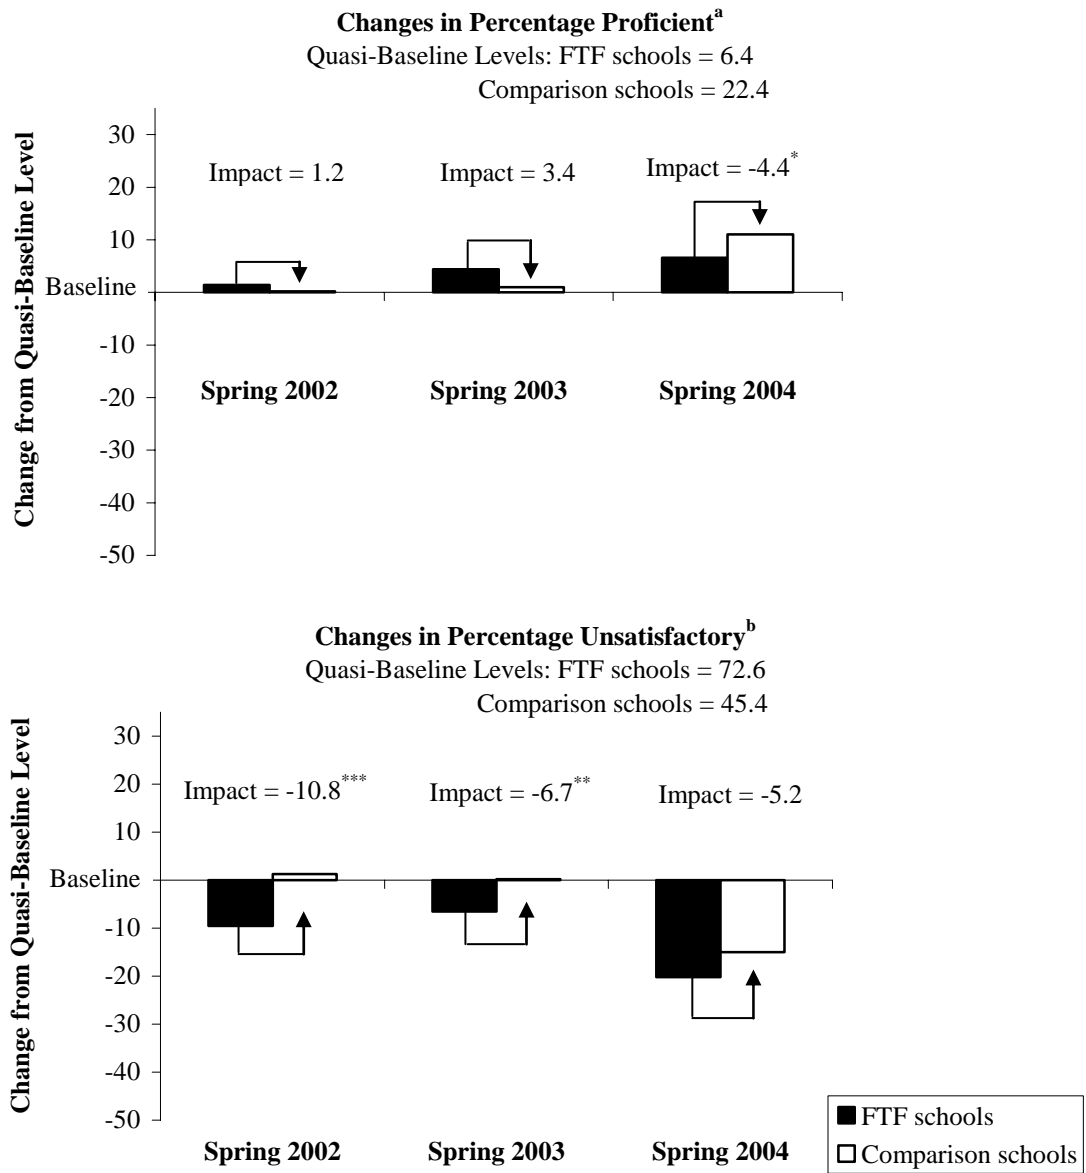 Changes in Percentage Proficient^a
Quasi-Baseline Levels: FTF schools = 6.4
Comparison schools = 22.4
Change from Quasi-Baseline Level
30
20
10
Baseline
-10
-20
-30
-40
-50
Impact = 1.2
Impact = 3.4
Impact = -4.4*
Spring 2002
Spring 2003
Spring 2004
Changes in Percentage Unsatisfactory^b
Quasi-Baseline Levels: FTF schools = 72.6
Comparison schools = 45.4
Change from Quasi-Baseline Level
30
20
10
Baseline
-10
-20
-30
-40
-50
Impact = -10.8***
Impact = -6.7**
Impact = -5.2
Spring 2002
Spring 2003
Spring 2004
FTF schools
Comparison schools